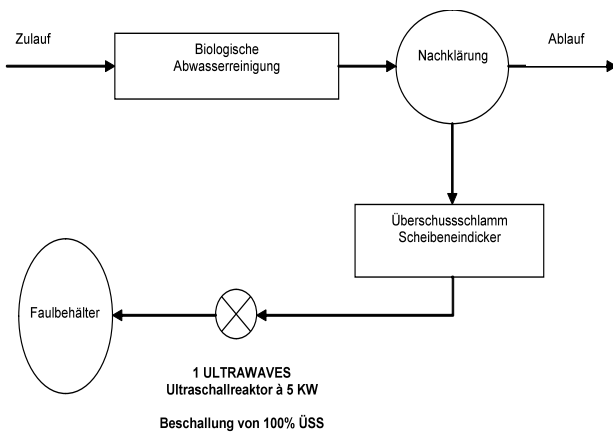 Zulauf
Biologische
Abwasserreinigung
Nachklärung
Ablauf
Überschussschlamm
Scheibeneindicker
Faulbehälter
1 ULTRAWAVES
Ultraschallreaktor à 5 KW
Beschallung von 100% ÜSS